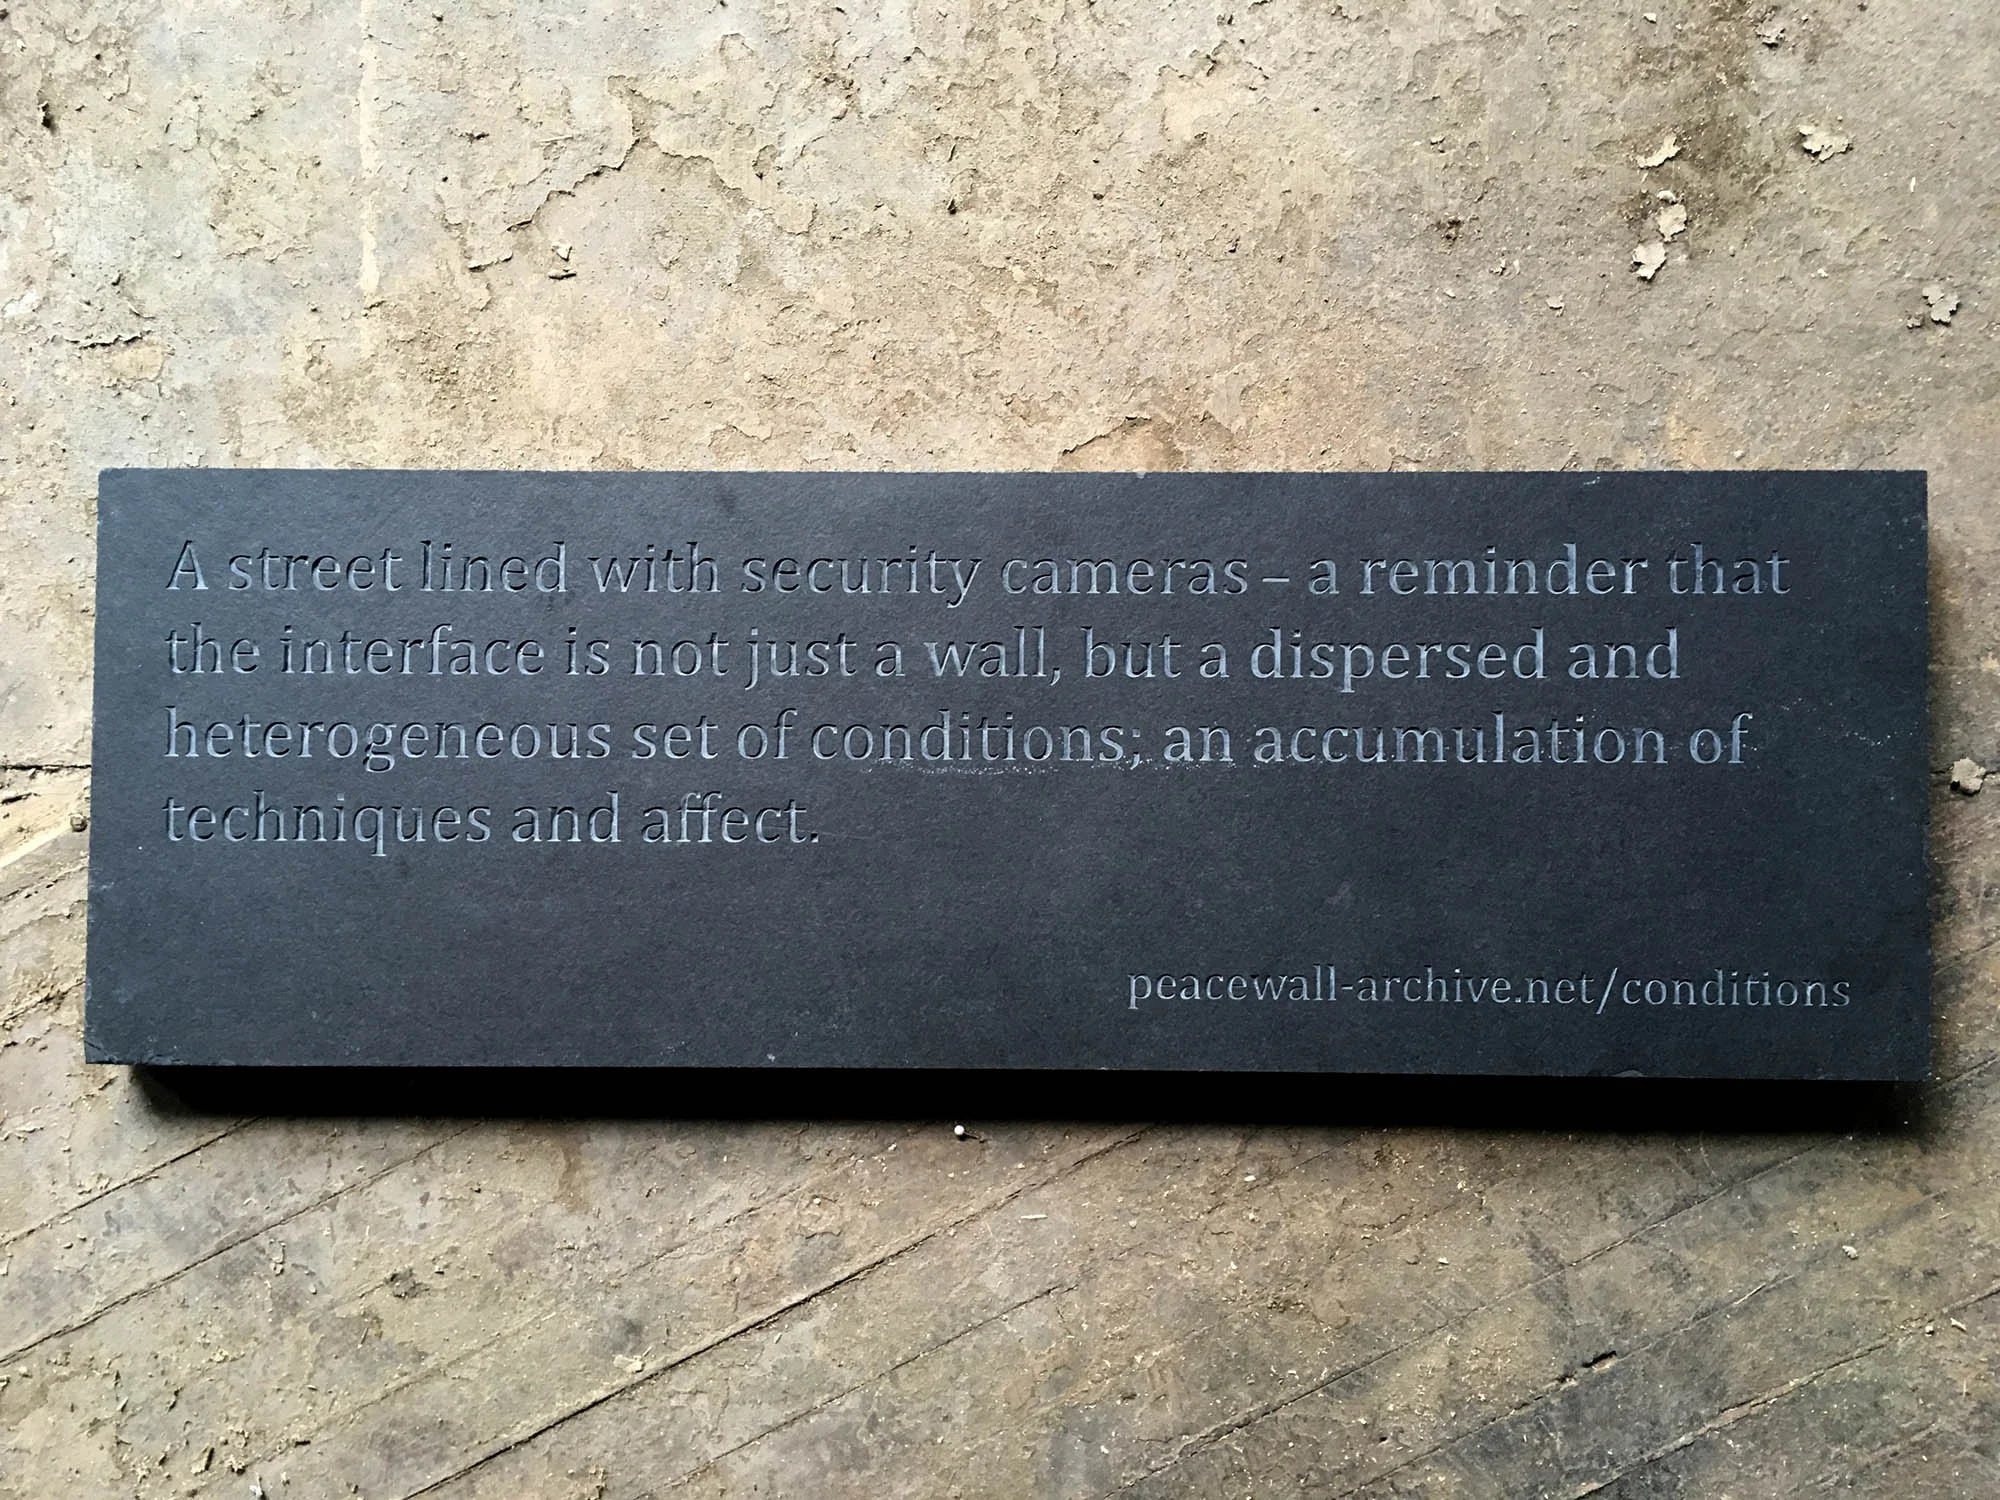 A street lined with security cameras – a reminder that
the interface is not just a wall, but a dispersed and
heterogeneous set of conditions; an accumulation of
techniques and affect.
peacewall-archive.net/conditions